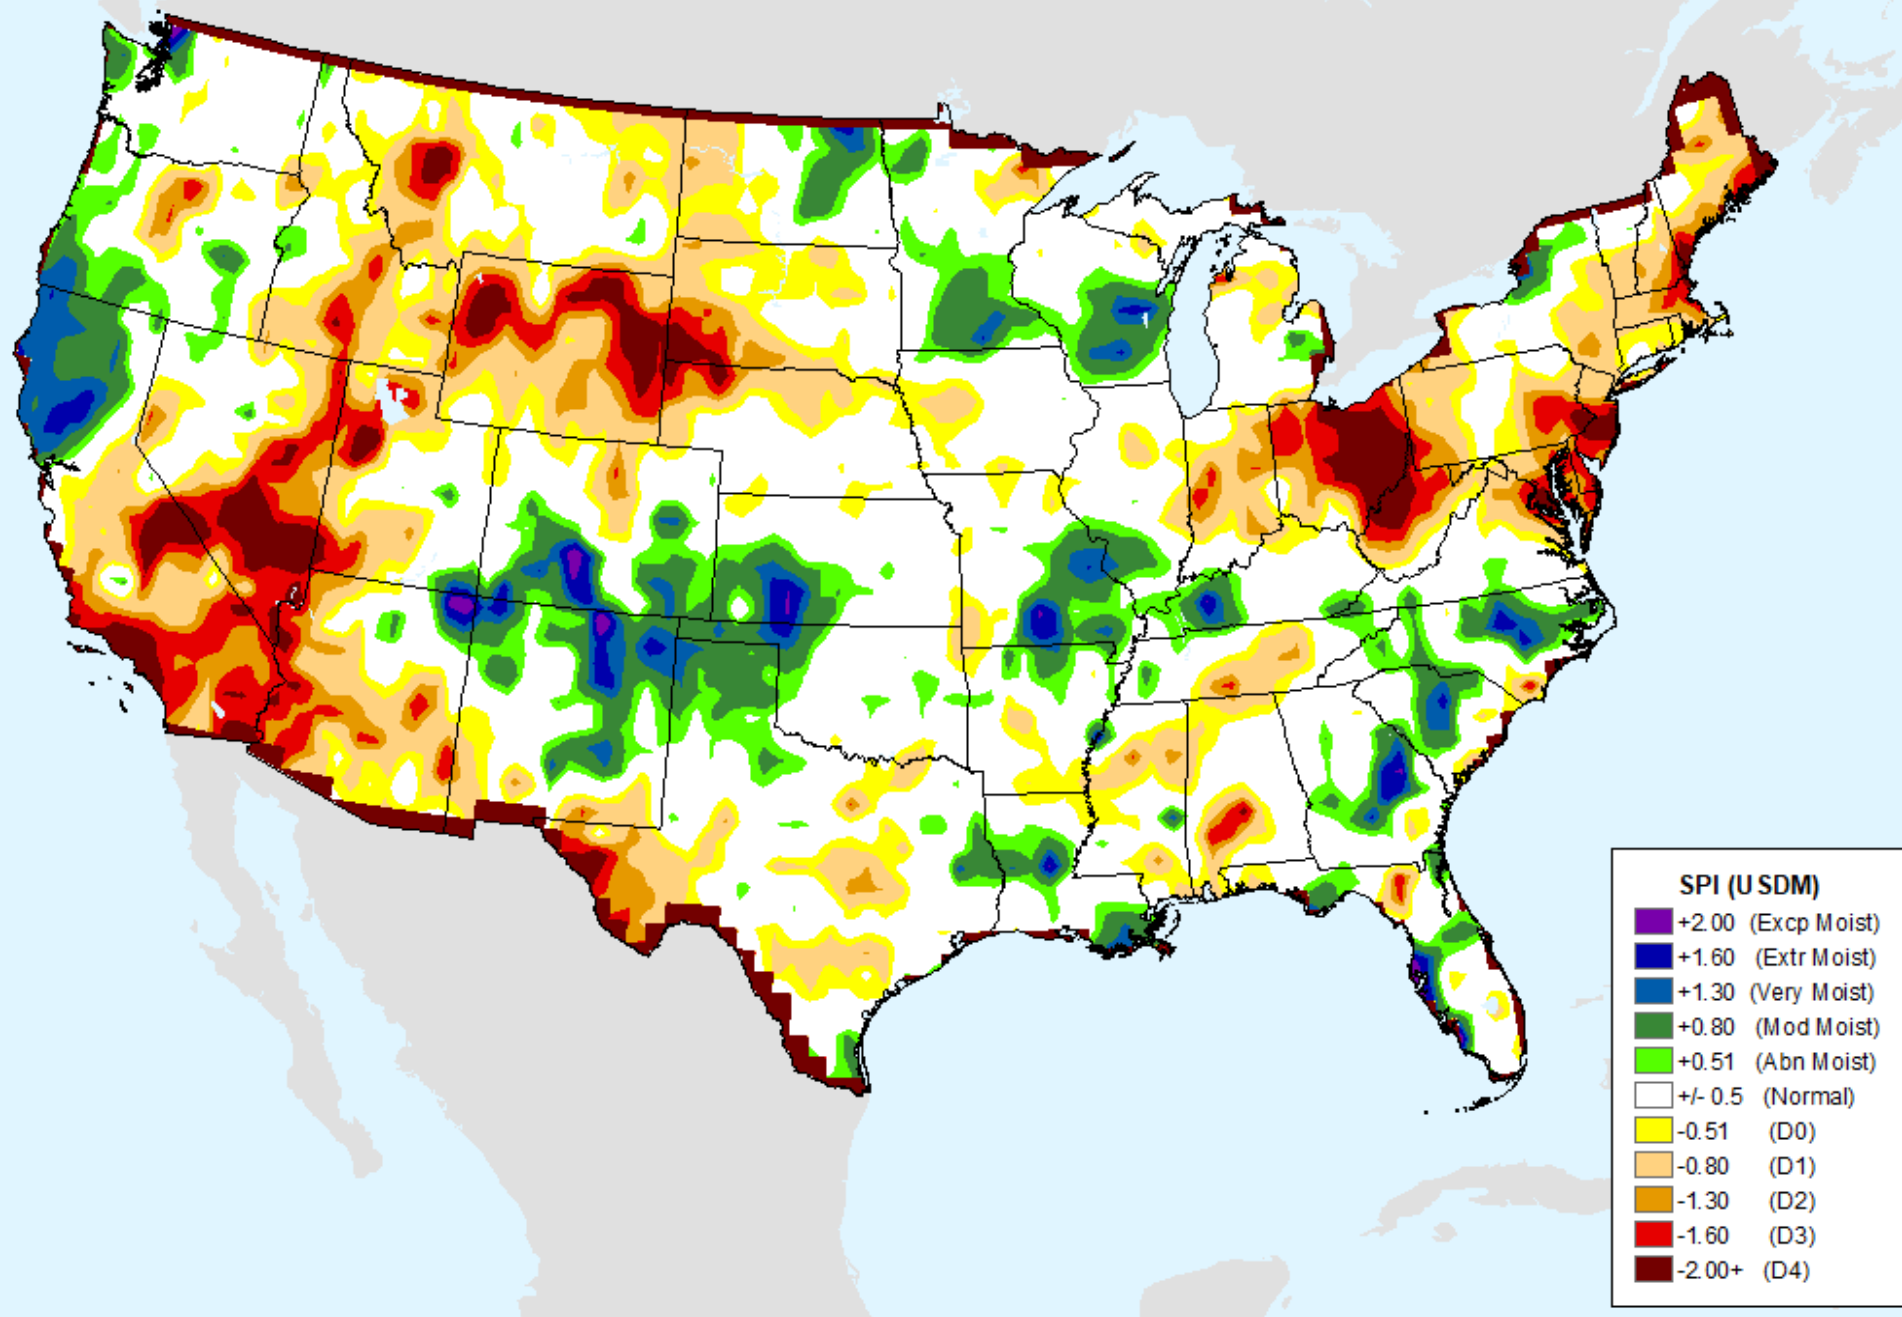 SPI (USDM)
+2.00 (Excp Moist)
+1.60 (Extr Moist)
+1.30 (Very Moist)
+0.80 (Mod Moist)
+0.51 (Abn Moist)
+/- 0.5 (Normal)
-0.51 (D0)
-0.80 (D1)
-1.30 (D2)
-1.60 (D3)
-2.00+ (D4)